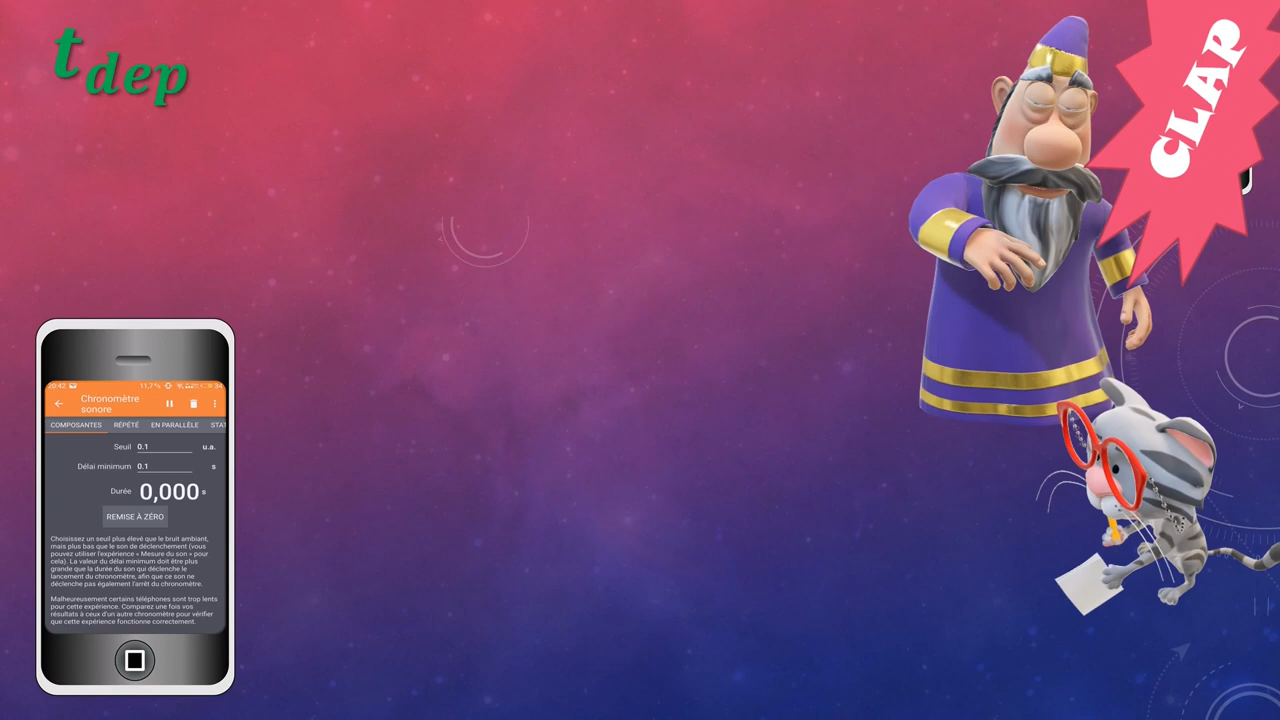 t dep
CLAP
20:42 11,7% 34
Chronomètre
sonore
COMPOSANTES RÉPÉTÉ EN PARALLÈLE STAT
Seuil 0.1 u.a.
Délai minimum 0.1 s
Durée 0,000 s
REMISE À ZÉRO
Choisissez un seuil plus élevé que le bruit ambiant,
mais plus bas que le son de déclenchement (vous
pouvez utiliser l'expérience « Mesure du son » pour
cela). La valeur du délai minimum doit être plus
grande que la durée du son qui déclenche le
lancement du chronomètre, afin que ce son ne
déclenche pas également l'arrêt du chronomètre.
Malheureusement certains téléphones sont trop lents
pour cette expérience. Comparez une fois vos
résultats à ceux d'un autre chronomètre pour vérifier
que cette expérience fonctionne correctement.